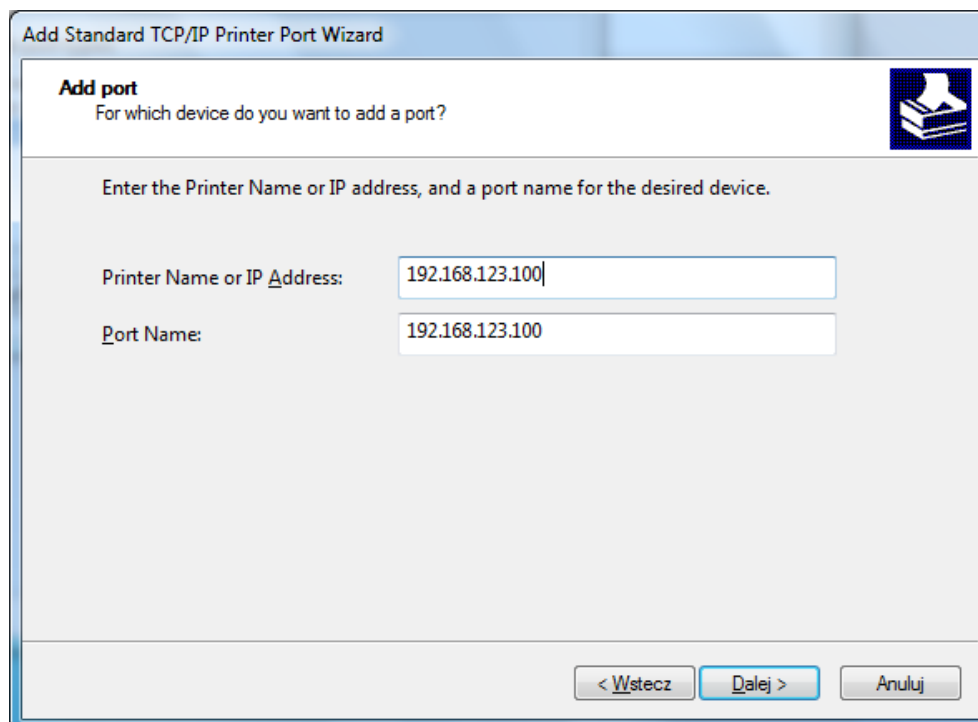 Add Standard TCP/IP Printer Port Wizard
Add port
For which device do you want to add a port?
Enter the Printer Name or IP address, and a port name for the desired device.
Printer Name or IP Address: 192.168.123.100
Port Name: 192.168.123.100
< Wstecz Dalej > Anuluj